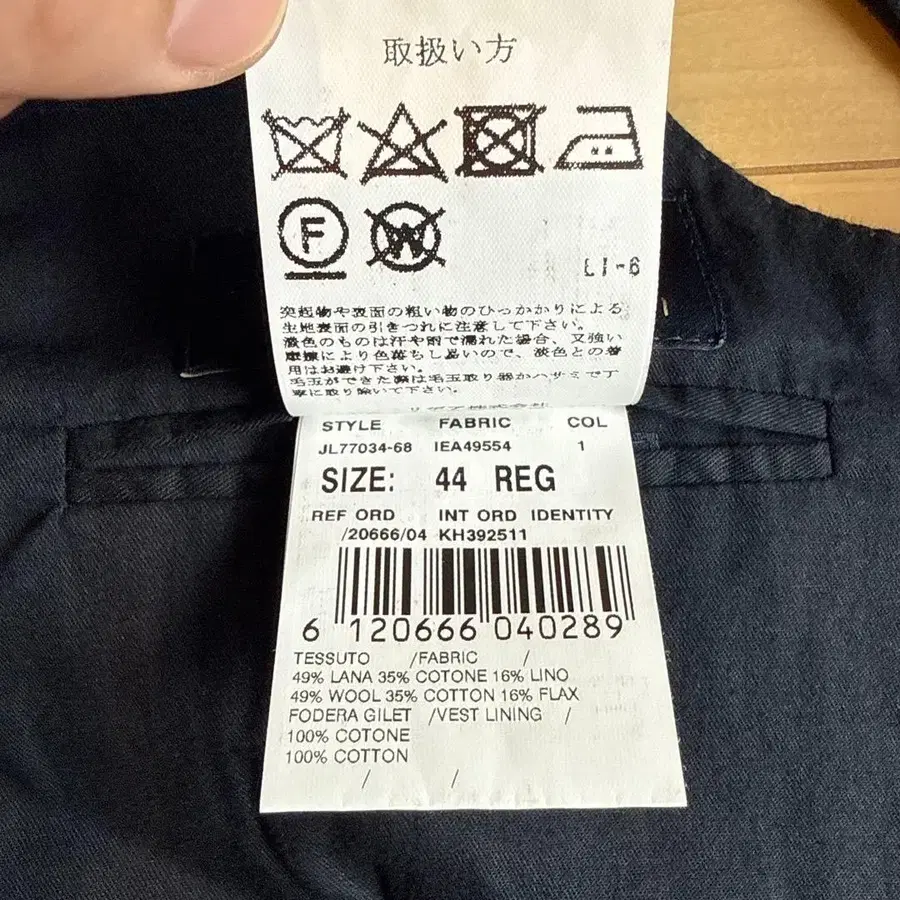 取扱い方
F
W
LI-6
突起物や表面の粗い物のひっかかりによる
生地表面の引きつれに注意して下さい。
濃色のものは汗や雨で濡れた場合、又強い
摩擦により色落ちし易いので、淡色との着
用はお避け下さい。
毛玉ができた際は毛玉取り器かハサミで丁
寧に取り除いて下さい。
STYLE FABRIC COL
JL77034-68 IEA49554 1
SIZE: 44 REG
REF ORD INT ORD IDENTITY
/20666/04 KH392511
6 120666 040289
TESSUTO /FABRIC /
49% LANA 35% COTONE 16% LINO
49% WOOL 35% COTTON 16% FLAX
FODERA GILET /VEST LINING /
100% COTONE
100% COTTON
/ /